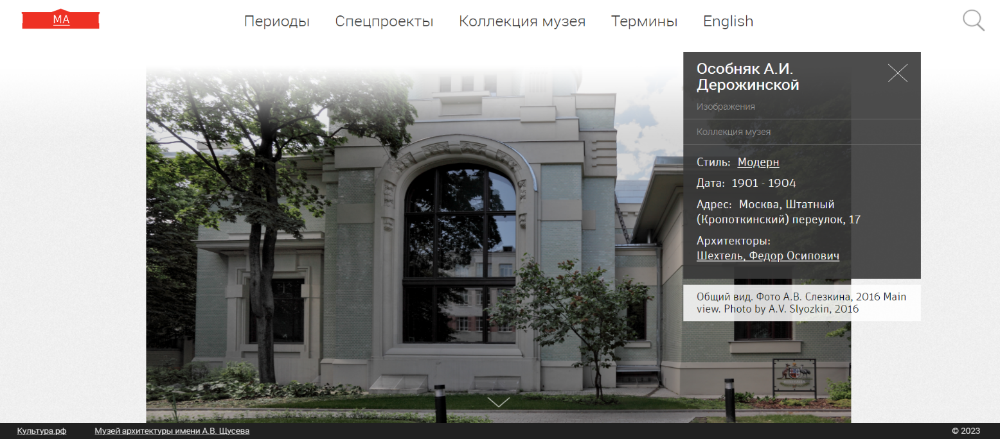 МА
Периоды
Спецпроекты
Коллекция музея
Термины
English
Особняк А.И.
Дерожинской
Изображения
Коллекция музея
Стиль: Модерн
Дата: 1901 - 1904
Адрес: Москва, Штатный
(Кропоткинский) переулок, 17
Архитекторы:
Шехтель, Федор Осипович
Общий вид. Фото А.В. Слезкина, 2016 Main
view. Photo by A.V. Slyozkin, 2016
Культура.рф
Музей архитектуры имени А.В. Щусева
© 2023